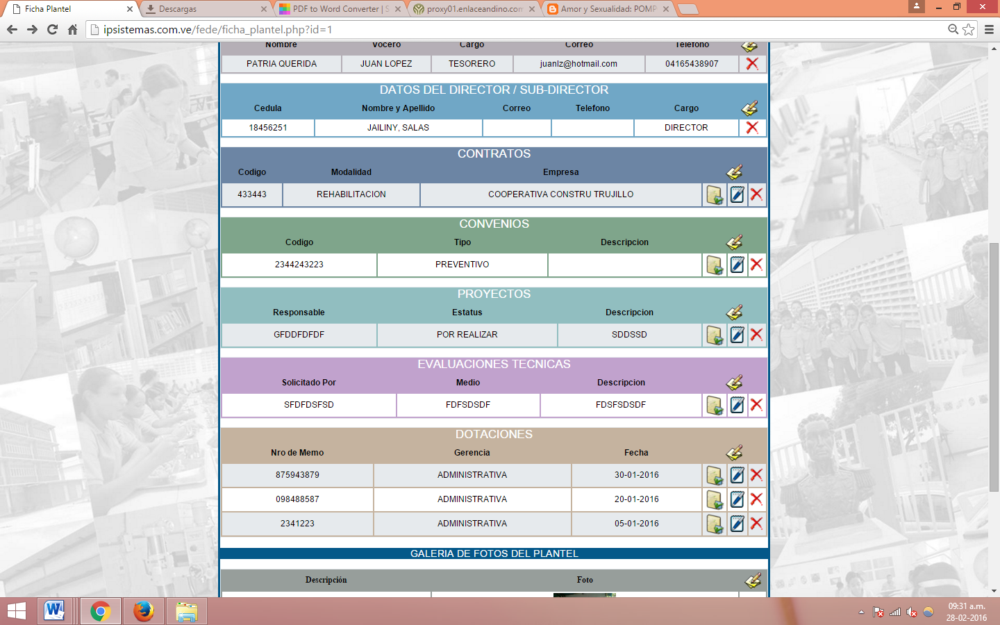 Ficha Plantel
Descargas
PDF to Word Converter | S
proxy01.enlaceandino.com
Amor y Sexualidad: POMP
ipsistemas.com.ve/fede/ficha_plantel.php?id=1
Nombre Vocero Cargo Correo Telefono
PATRIA QUERIDA JUAN LOPEZ TESORERO juanlz@hotmail.com 04165438907
DATOS DEL DIRECTOR / SUB-DIRECTOR
Cedula Nombre y Apellido Correo Telefono Cargo
18456251 JAILINY, SALAS DIRECTOR
CONTRATOS
Codigo Modalidad Empresa
433443 REHABILITACION COOPERATIVA CONSTRU TRUJILLO
CONVENIOS
Codigo Tipo Descripcion
2344243223 PREVENTIVO
PROYECTOS
Responsable Estatus Descripcion
GFDDFDFDF POR REALIZAR SDDSSD
EVALUACIONES TECNICAS
Solicitado Por Medio Descripcion
SFDFDSFSD FDFSDSDF FDSFSDSDF
DOTACIONES
Nro de Memo Gerencia Fecha
875943879 ADMINISTRATIVA 30-01-2016
098488587 ADMINISTRATIVA 20-01-2016
2341223 ADMINISTRATIVA 05-01-2016
GALERIA DE FOTOS DEL PLANTEL
Descripción Foto
09:31 a.m.
28-02-2016